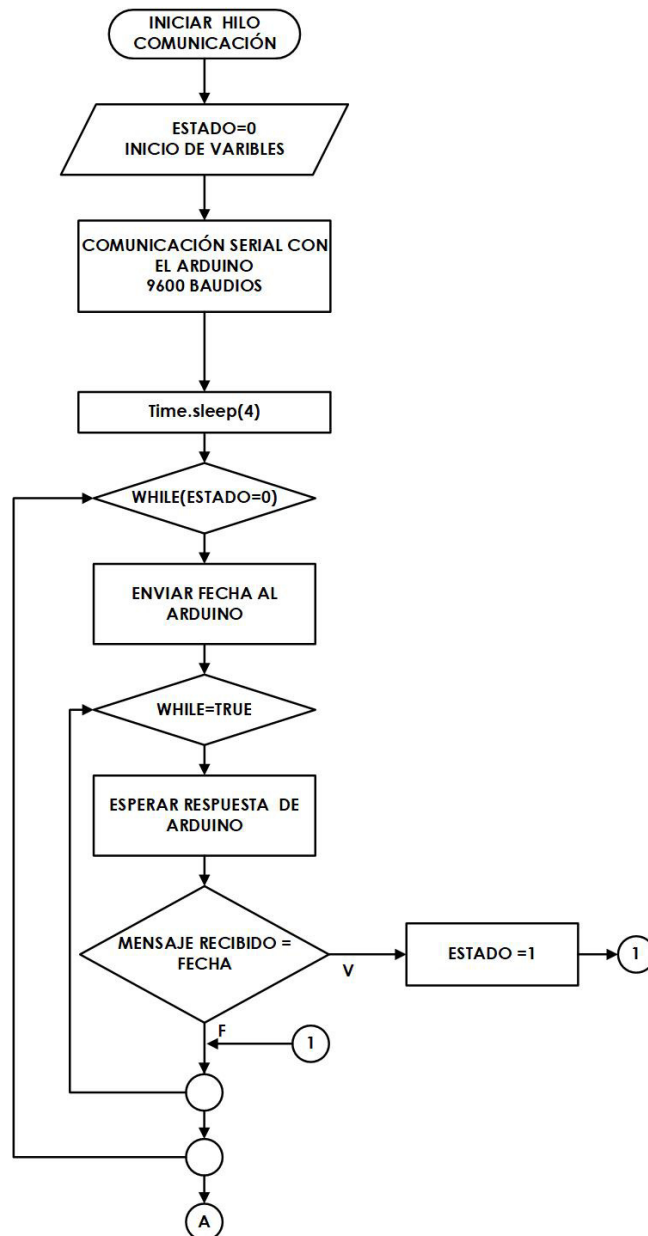 INICIAR HILO
COMUNICACIÓN
ESTADO=0
INICIO DE VARIBLES
COMUNICACIÓN SERIAL CON
EL ARDUINO
9600 BAUDIOS
Time.sleep(4)
WHILE(ESTADO=0)
ENVIAR FECHA AL
ARDUINO
WHILE=TRUE
ESPERAR RESPUESTA DE
ARDUINO
MENSAJE RECIBIDO =
FECHA
V
ESTADO =1
1
F
1
A